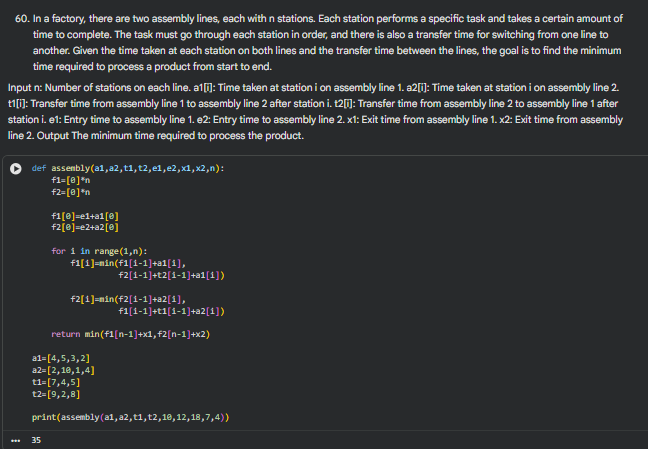 60. In a factory, there are two assembly lines, each with n stations. Each station performs a specific task and takes a certain amount of
time to complete. The task must go through each station in order, and there is also a transfer time for switching from one line to
another. Given the time taken at each station on both lines and the transfer time between the lines, the goal is to find the minimum
time required to process a product from start to end.
Input n: Number of stations on each line. a1[i]: Time taken at station i on assembly line 1. a2[i]: Time taken at station i on assembly line 2.
t1[i]: Transfer time from assembly line 1 to assembly line 2 after station i. t2[i]: Transfer time from assembly line 2 to assembly line 1 after
station i. e1: Entry time to assembly line 1. e2: Entry time to assembly line 2. x1: Exit time from assembly line 1. x2: Exit time from assembly
line 2. Output The minimum time required to process the product.
def assembly(a1,a2,t1,t2,e1,e2,x1,x2,n):
    f1=[0]*n
    f2=[0]*n
    f1[0]=e1+a1[0]
    f2[0]=e2+a2[0]
    for i in range(1,n):
        f1[i]=min(f1[i-1]+a1[i],
                  f2[i-1]+t2[i-1]+a1[i])
        f2[i]=min(f2[i-1]+a2[i],
                  f1[i-1]+t1[i-1]+a2[i])
    return min(f1[n-1]+x1,f2[n-1]+x2)
a1=[4,5,3,2]
a2=[2,10,1,4]
t1=[7,4,5]
t2=[9,2,8]
print(assembly(a1,a2,t1,t2,10,12,18,7,4))
35